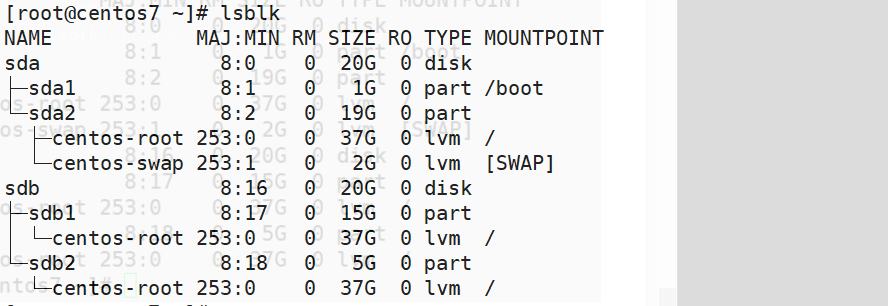 [root@centos7 ~]# lsblk
NAME            MAJ:MIN RM SIZE RO TYPE MOUNTPOINT
sda               8:0    0  20G  0 disk
├─sda1            8:1    0   1G  0 part /boot
└─sda2            8:2    0  19G  0 part
  ├─centos-root 253:0    0  37G  0 lvm  /
  └─centos-swap 253:1    0   2G  0 lvm  [SWAP]
sdb               8:16   0  20G  0 disk
├─sdb1            8:17   0  15G  0 part
│ └─centos-root 253:0    0  37G  0 lvm  /
└─sdb2            8:18   0   5G  0 part
  └─centos-root 253:0    0  37G  0 lvm  /